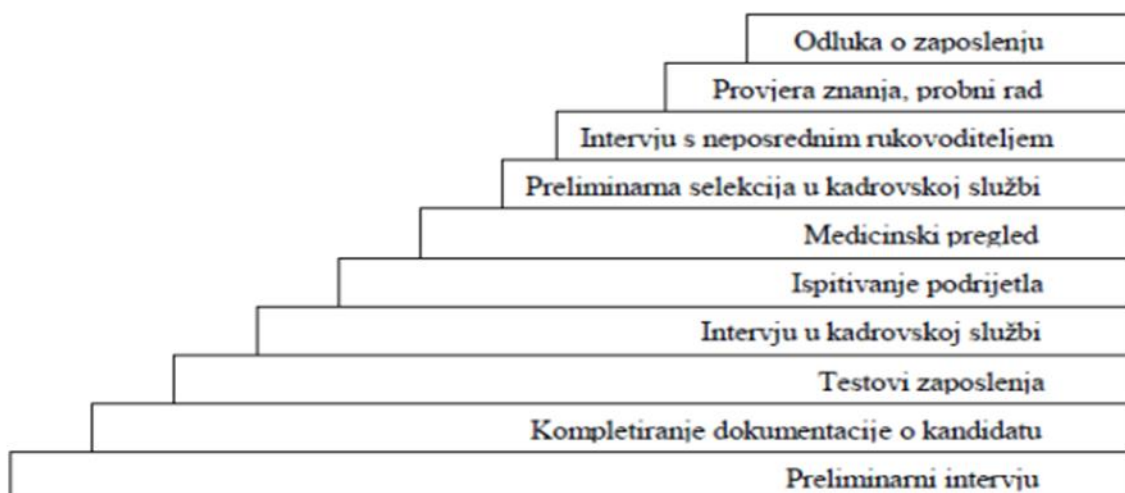 Odluka o zaposlenju
Provjera znanja, probni rad
Intervju s neposrednim rukovoditeljem
Preliminarna selekcija u kadrovskoj službi
Medicinski pregled
Ispitivanje podrijetla
Intervju u kadrovskoj službi
Testovi zaposlenja
Kompletiranje dokumentacije o kandidatu
Preliminarni intervju